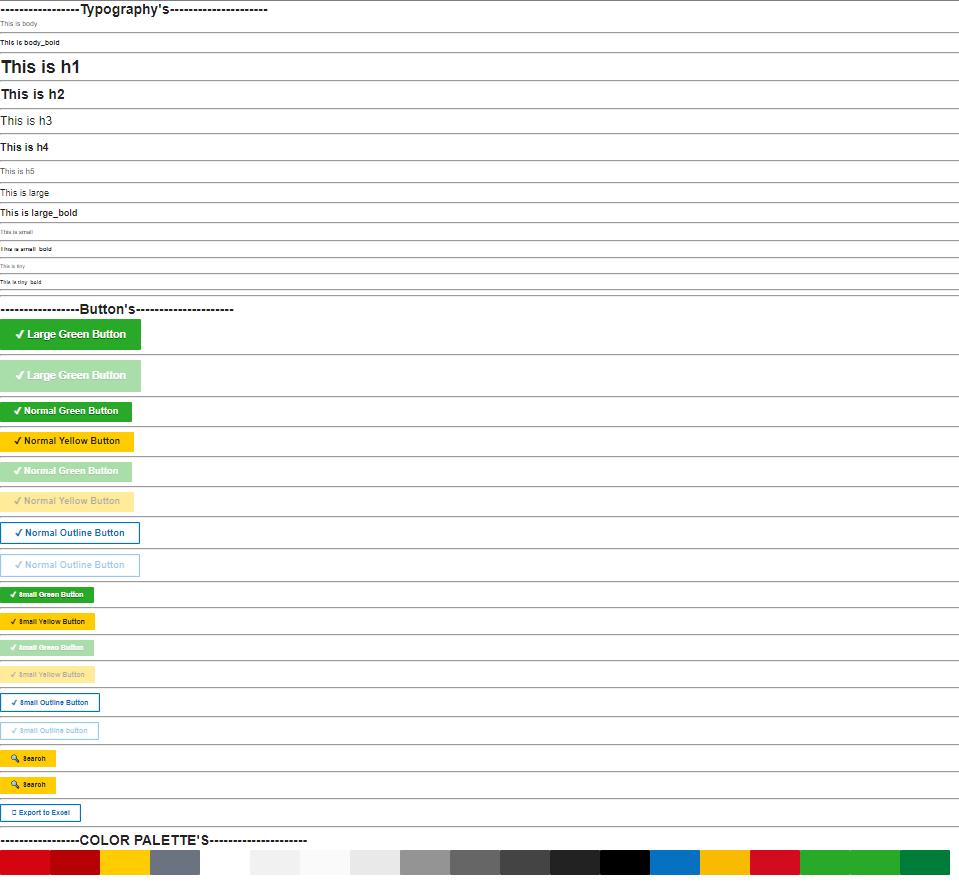 -----------------Typography's---------------------
This is body
This is body_bold
This is h1
This is h2
This is h3
This is h4
This is h5
This is large
This is large_bold
This is small
This is small_bold
This is tiny
This is tiny_bold
-----------------Button's---------------------
✓ Large Green Button
✓ Large Green Button
✓ Normal Green Button
✓ Normal Yellow Button
✓ Normal Green Button
✓ Normal Yellow Button
✓ Normal Outline Button
✓ Normal Outline Button
✓ Small Green Button
✓ Small Yellow Button
✓ Small Green Button
✓ Small Yellow Button
✓ Small Outline Button
✓ Small Outline button
Search
Search
Export to Excel
-----------------COLOR PALETTE'S---------------------